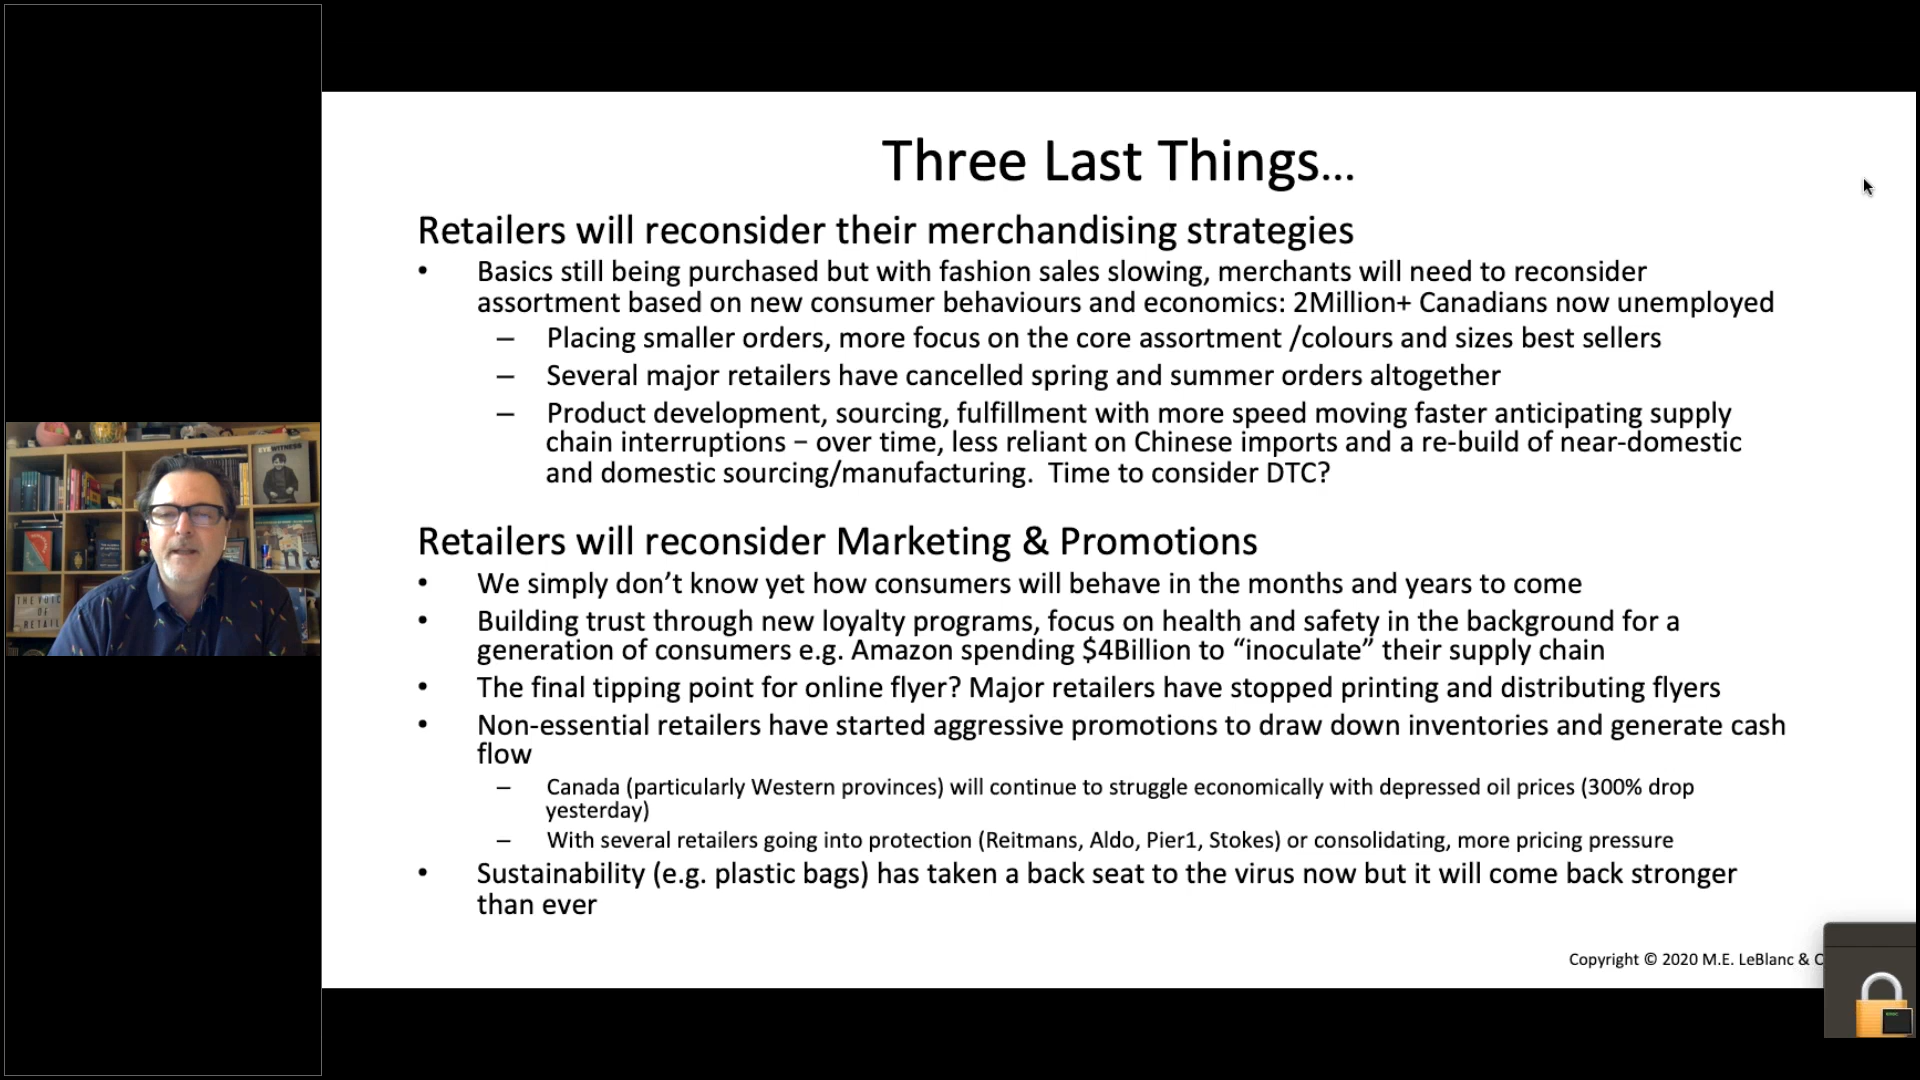 Three Last Things...
Retailers will reconsider their merchandising strategies
• Basics still being purchased but with fashion sales slowing, merchants will need to reconsider
assortment based on new consumer behaviours and economics: 2Million+ Canadians now unemployed
– Placing smaller orders, more focus on the core assortment /colours and sizes best sellers
– Several major retailers have cancelled spring and summer orders altogether
– Product development, sourcing, fulfillment with more speed moving faster anticipating supply
chain interruptions – over time, less reliant on Chinese imports and a re-build of near-domestic
and domestic sourcing/manufacturing.  Time to consider DTC?
Retailers will reconsider Marketing & Promotions
• We simply don’t know yet how consumers will behave in the months and years to come
• Building trust through new loyalty programs, focus on health and safety in the background for a
generation of consumers e.g. Amazon spending $4Billion to “inoculate” their supply chain
• The final tipping point for online flyer? Major retailers have stopped printing and distributing flyers
• Non-essential retailers have started aggressive promotions to draw down inventories and generate cash
flow
– Canada (particularly Western provinces) will continue to struggle economically with depressed oil prices (300% drop
yesterday)
– With several retailers going into protection (Reitmans, Aldo, Pier1, Stokes) or consolidating, more pricing pressure
• Sustainability (e.g. plastic bags) has taken a back seat to the virus now but it will come back stronger
than ever
Copyright © 2020 M.E. LeBlanc & C
EYEWITNESS
THE VOICE
OF
RETAIL